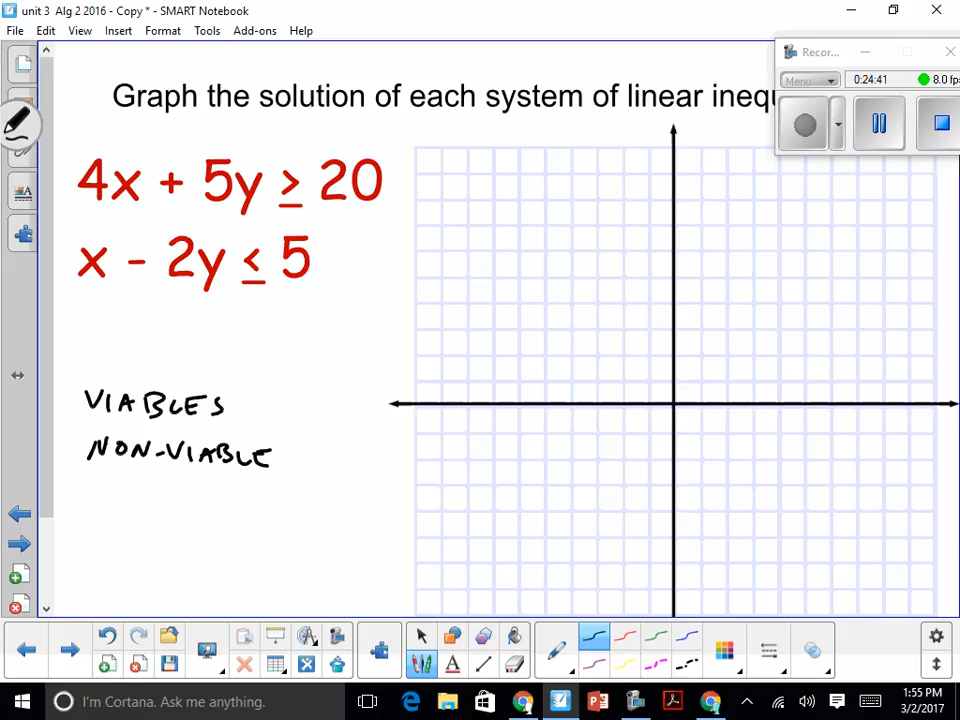 unit 3 Alg 2 2016 - Copy * - SMART Notebook
File Edit View Insert Format Tools Add-ons Help
Recor...
Menu 0:24:41 8.0 fp
Graph the solution of each system of linear inequ
4x + 5y ≥ 20
x - 2y ≤ 5
VIABLES
NON-VIABLE
I'm Cortana. Ask me anything.
1:55 PM
3/2/2017